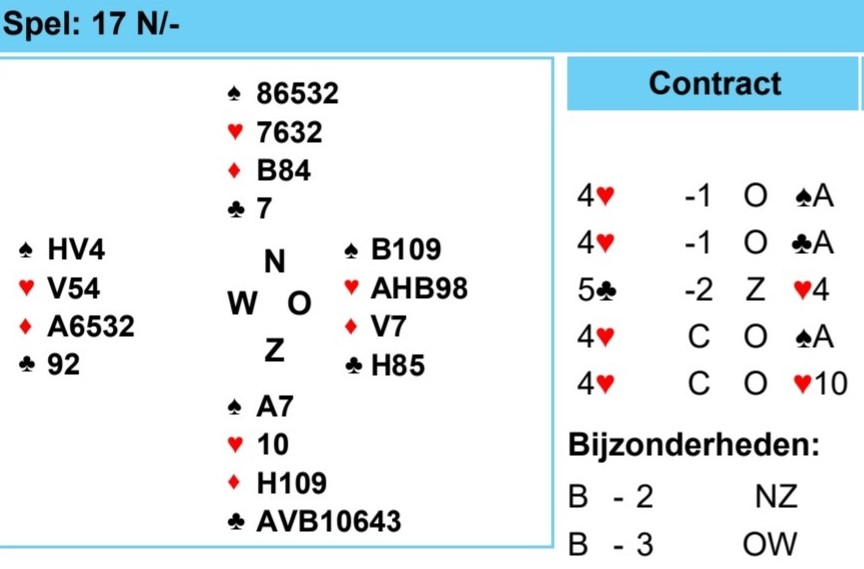 Spel: 17 N/-
♠ 86532
♥ 7632
♦ B84
♣ 7
♠ HV4
♥ V54
♦ A6532
♣ 92
N
W O
Z
♠ B109
♥ AHB98
♦ V7
♣ H85
♠ A7
♥ 10
♦ H109
♣ AVB10643
Contract
4♥ -1 O ♠A
4♥ -1 O ♣A
5♣ -2 Z ♥4
4♥ C O ♠A
4♥ C O ♥10
Bijzonderheden:
B - 2 NZ
B - 3 OW